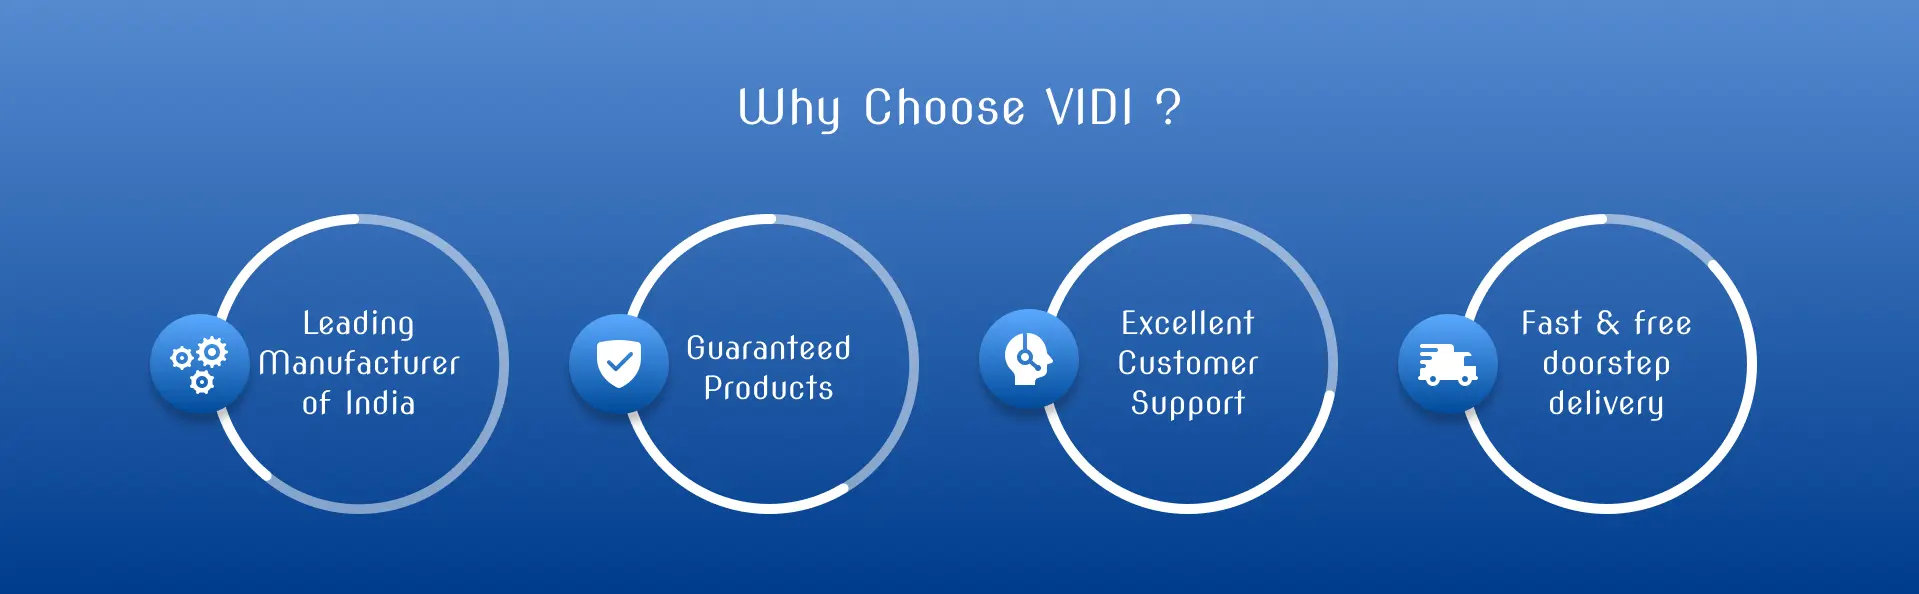 Why Choose VIDI ?
Leading
Manufacturer
of India
Guaranteed
Products
Excellent
Customer
Support
Fast & free
doorstep
delivery